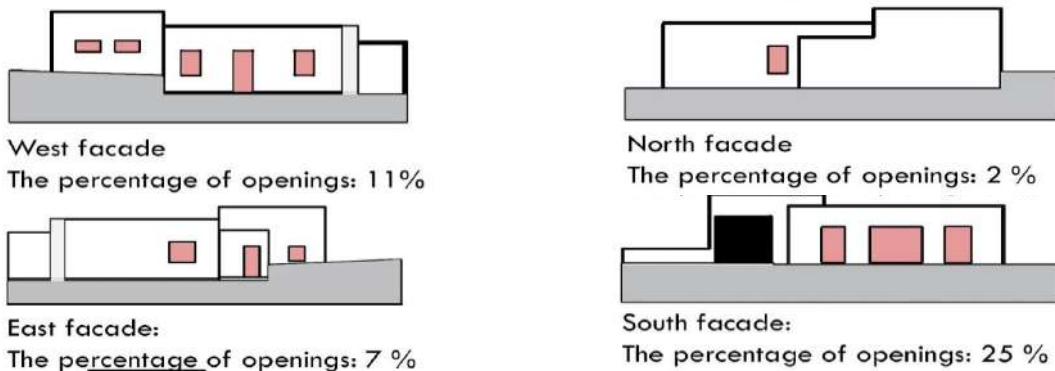 West facade
The percentage of openings: 11%
North facade
The percentage of openings: 2 %
East facade:
The percentage of openings: 7 %
South facade:
The percentage of openings: 25 %